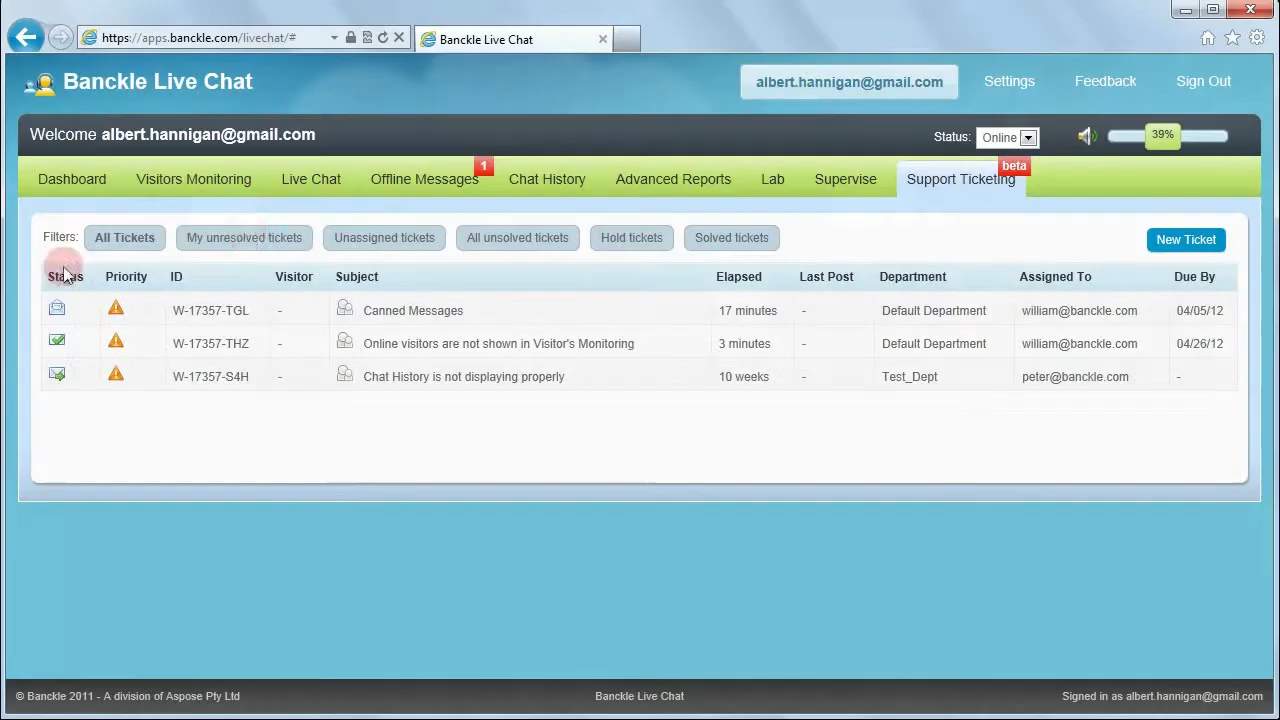 https://apps.banckle.com/livechat/#
Banckle Live Chat
Banckle Live Chat
albert.hannigan@gmail.com
Settings
Feedback
Sign Out
Welcome albert.hannigan@gmail.com
Status: Online
39%
Dashboard
Visitors Monitoring
Live Chat
Offline Messages
1
Chat History
Advanced Reports
Lab
Supervise
Support Ticketing
beta
Filters: All Tickets My unresolved tickets Unassigned tickets All unsolved tickets Hold tickets Solved tickets New Ticket
Status Priority ID Visitor Subject Elapsed Last Post Department Assigned To Due By
W-17357-TGL - Canned Messages 17 minutes - Default Department william@banckle.com 04/05/12
W-17357-THZ - Online visitors are not shown in Visitor's Monitoring 3 minutes - Default Department william@banckle.com 04/26/12
W-17357-S4H - Chat History is not displaying properly 10 weeks - Test_Dept peter@banckle.com -
© Banckle 2011 - A division of Aspose Pty Ltd
Banckle Live Chat
Signed in as albert.hannigan@gmail.com